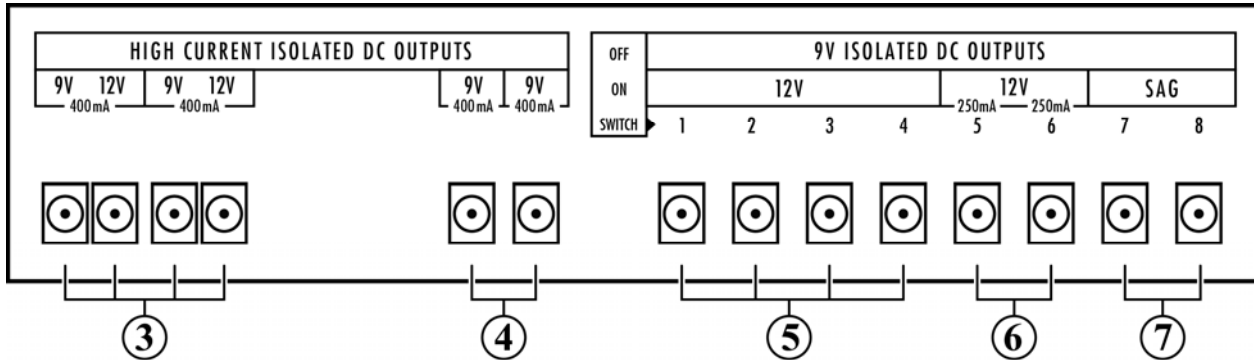 HIGH CURRENT ISOLATED DC OUTPUTS
9V 12V 9V 12V 9V 9V
400mA 400mA 400mA 400mA
OFF 9V ISOLATED DC OUTPUTS
ON 12V 12V SAG
250mA 250mA
SWITCH 1 2 3 4 5 6 7 8
3 4 5 6 7